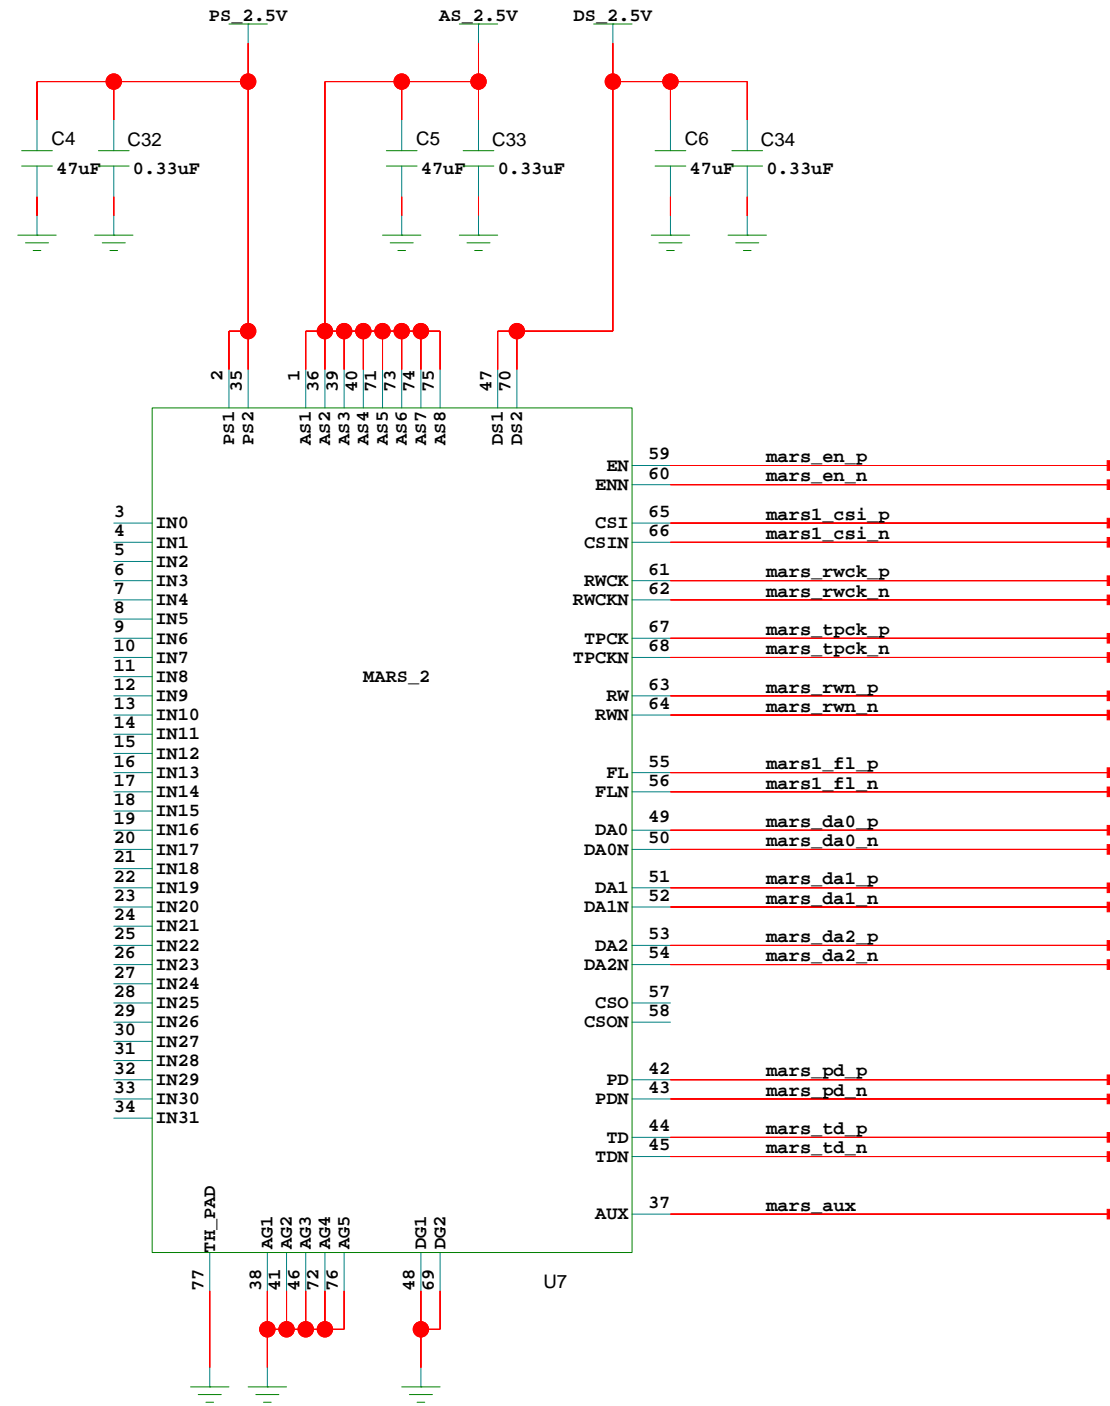 PS_2.5V AS_2.5V DS_2.5V
C4 C32 C5 C33 C6 C34
47uF 0.33uF 47uF 0.33uF 47uF 0.33uF
2 35 1 36 39 40 71 73 74 75 47 70
PS1 PS2 AS1 AS2 AS3 AS4 AS5 AS6 AS7 AS8 DS1 DS2
MARS_2
3 IN0
4 IN1
5 IN2
6 IN3
7 IN4
8 IN5
9 IN6
10 IN7
11 IN8
12 IN9
13 IN10
14 IN11
15 IN12
16 IN13
17 IN14
18 IN15
19 IN16
20 IN17
21 IN18
22 IN19
23 IN20
24 IN21
25 IN22
26 IN23
27 IN24
28 IN25
29 IN26
30 IN27
31 IN28
32 IN29
33 IN30
34 IN31
EN 59 mars_en_p
ENN 60 mars_en_n
CSI 65 mars1_csi_p
CSIN 66 mars1_csi_n
RWCK 61 mars_rwck_p
RWCKN 62 mars_rwck_n
TPCK 67 mars_tpck_p
TPCKN 68 mars_tpck_n
RW 63 mars_rwn_p
RWN 64 mars_rwn_n
FL 55 mars1_fl_p
FLN 56 mars1_fl_n
DA0 49 mars_da0_p
DA0N 50 mars_da0_n
DA1 51 mars_da1_p
DA1N 52 mars_da1_n
DA2 53 mars_da2_p
DA2N 54 mars_da2_n
CSO 57
CSON 58
PD 42 mars_pd_p
PDN 43 mars_pd_n
TD 44 mars_td_p
TDN 45 mars_td_n
AUX 37 mars_aux
TH_PAD AG1 AG2 AG3 AG4 AG5 DG1 DG2
77 38 41 46 72 76 48 69
U7